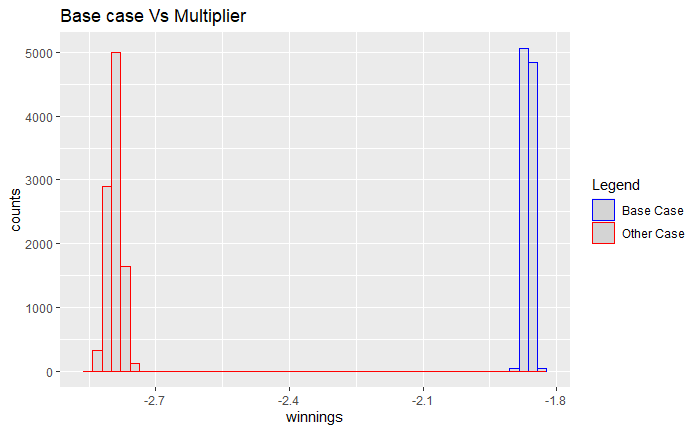 Base case Vs Multiplier
counts
5000
4000
3000
2000
1000
0
-2.7
-2.4
-2.1
-1.8
winnings
Legend
Base Case
Other Case